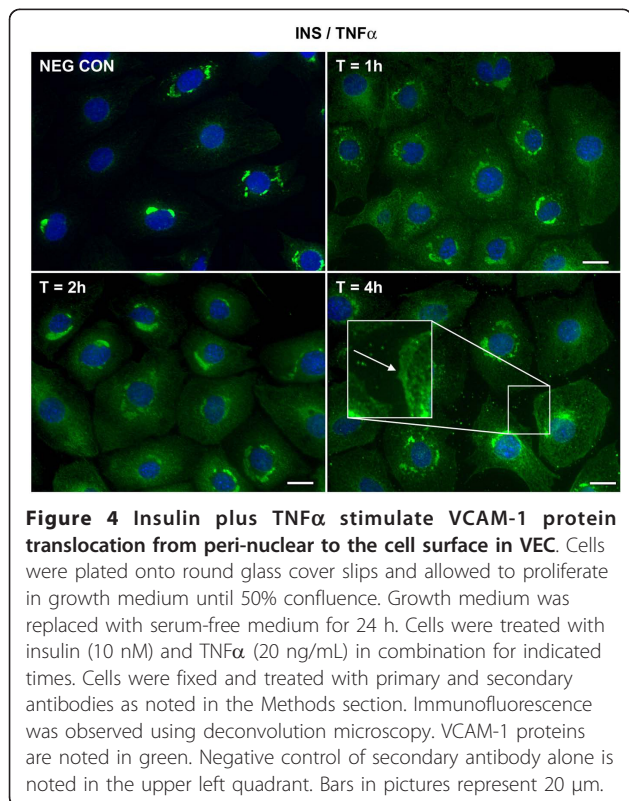 INS / TNFα
NEG CON
T = 1h
T = 2h
T = 4h
Figure 4 Insulin plus TNFα stimulate VCAM-1 protein
translocation from peri-nuclear to the cell surface in VEC. Cells
were plated onto round glass cover slips and allowed to proliferate
in growth medium until 50% confluence. Growth medium was
replaced with serum-free medium for 24 h. Cells were treated with
insulin (10 nM) and TNFα (20 ng/mL) in combination for indicated
times. Cells were fixed and treated with primary and secondary
antibodies as noted in the Methods section. Immunofluorescence
was observed using deconvolution microscopy. VCAM-1 proteins
are noted in green. Negative control of secondary antibody alone is
noted in the upper left quadrant. Bars in pictures represent 20 μm.